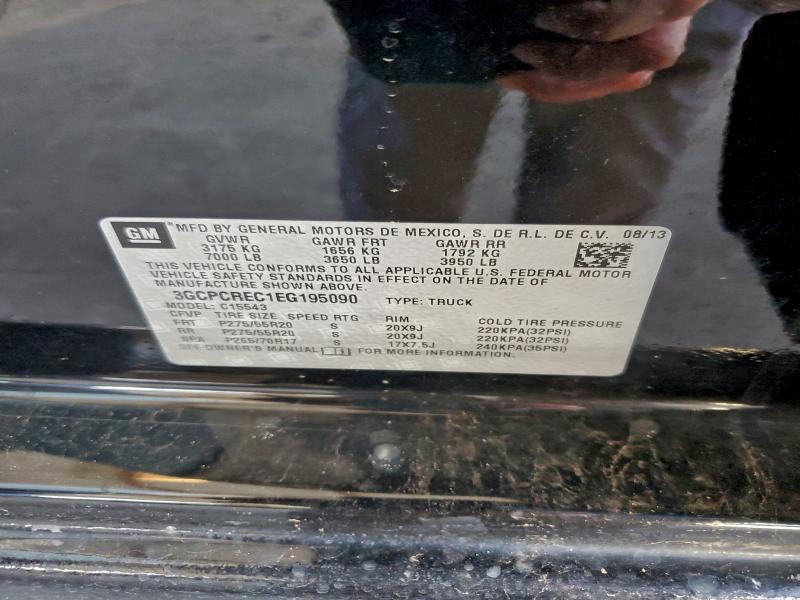 GM MFD BY GENERAL MOTORS DE MEXICO, S. DE R.L. DE C.V. 08/13
GVWR GAWR FRT GAWR RR
3175 KG 1656 KG 1792 KG
7000 LB 3650 LB 3950 LB
THIS VEHICLE CONFORMS TO ALL APPLICABLE U.S. FEDERAL MOTOR
VEHICLE SAFETY STANDARDS IN EFFECT ON THE DATE OF
MANUFACTURE SHOWN ABOVE.
3GCPCREC1EG195090 TYPE: TRUCK
MODEL: C15543
CFVP TIRE SIZE SPEED RTG RIM COLD TIRE PRESSURE
FRT P275/55R20 S 20X9J 220KPA(32PSI)
RR P275/55R20 S 20X9J 220KPA(32PSI)
SPA P265/70R17 S 17X7.5J 240KPA(35PSI)
SEE OWNER'S MANUAL FOR MORE INFORMATION.